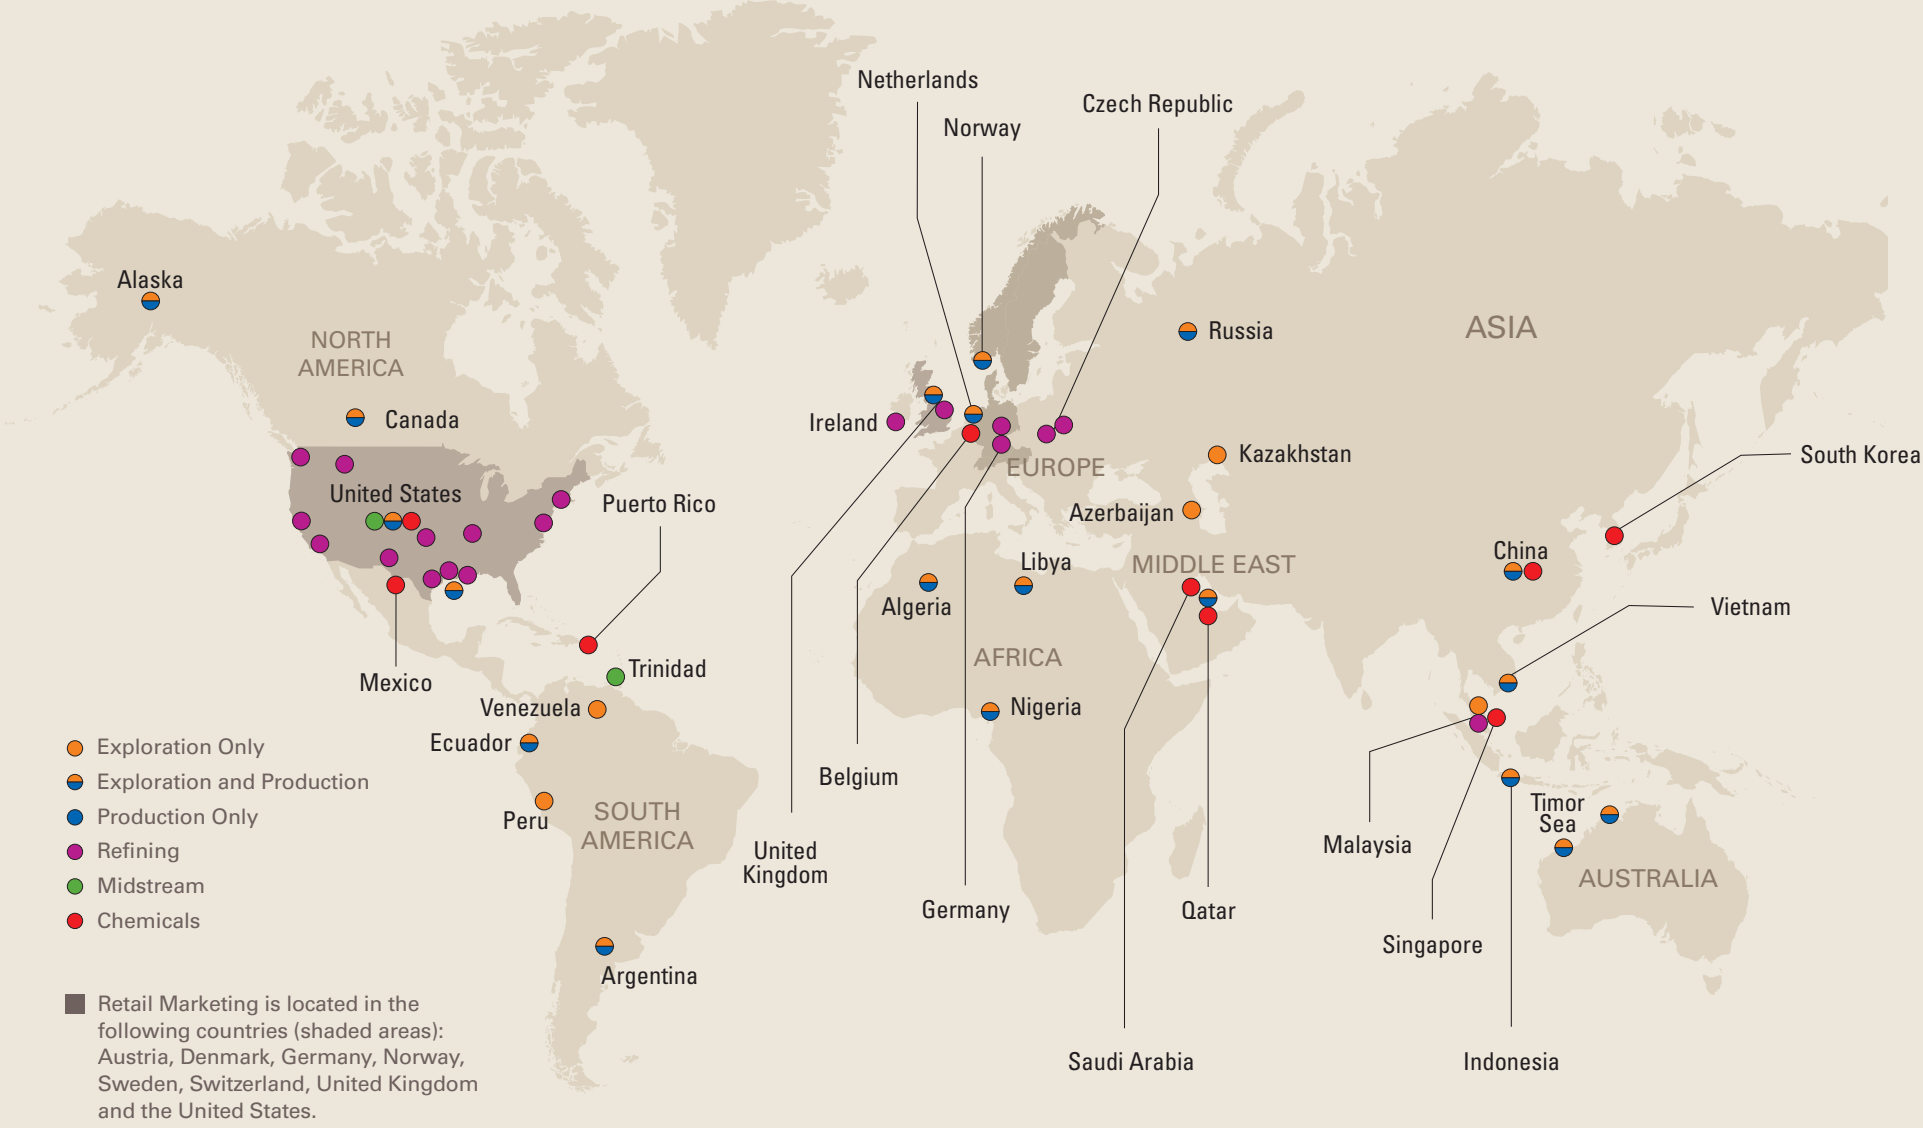 Netherlands
Czech Republic
Norway
Alaska
NORTH
AMERICA
Russia
ASIA
Canada
Ireland
Kazakhstan
South Korea
EUROPE
United States
Puerto Rico
Azerbaijan
China
Libya
MIDDLE EAST
Algeria
Vietnam
AFRICA
Trinidad
Mexico
Venezuela
Nigeria
Ecuador
Belgium
Peru
SOUTH
AMERICA
Timor
Sea
United
Kingdom
Malaysia
AUSTRALIA
Germany
Qatar
Singapore
Argentina
Saudi Arabia
Indonesia
Exploration Only
Exploration and Production
Production Only
Refining
Midstream
Chemicals
Retail Marketing is located in the
following countries (shaded areas):
Austria, Denmark, Germany, Norway,
Sweden, Switzerland, United Kingdom
and the United States.